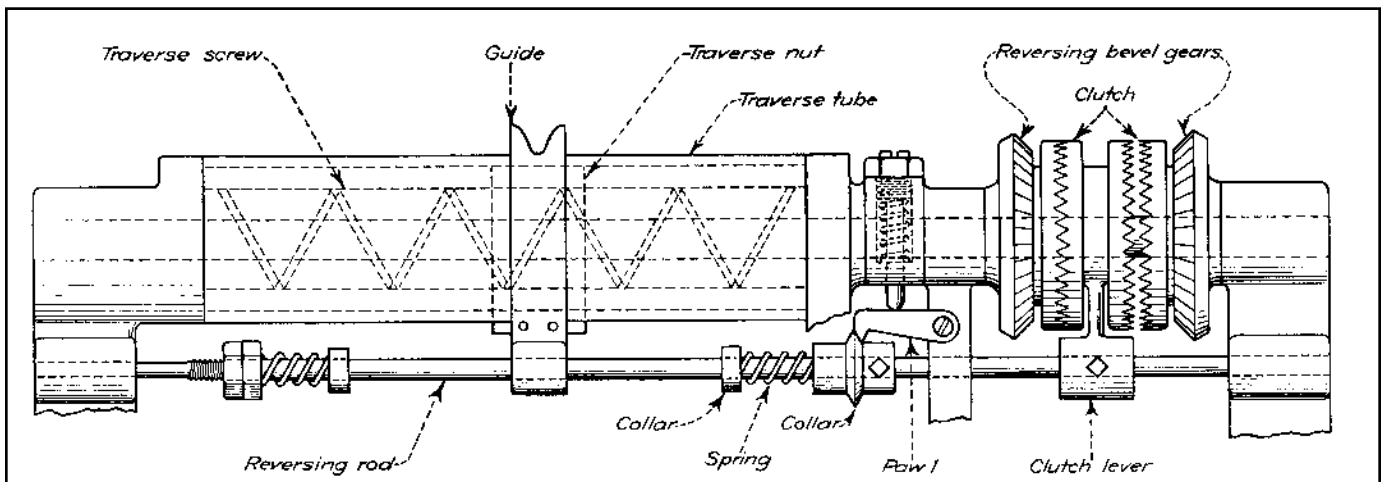 Traverse screw
Guide
Traverse nut
Reversing bevel gears
Clutch
Traverse tube
Collar
Collar
Reversing rod
Spring
Pawl
Clutch lever